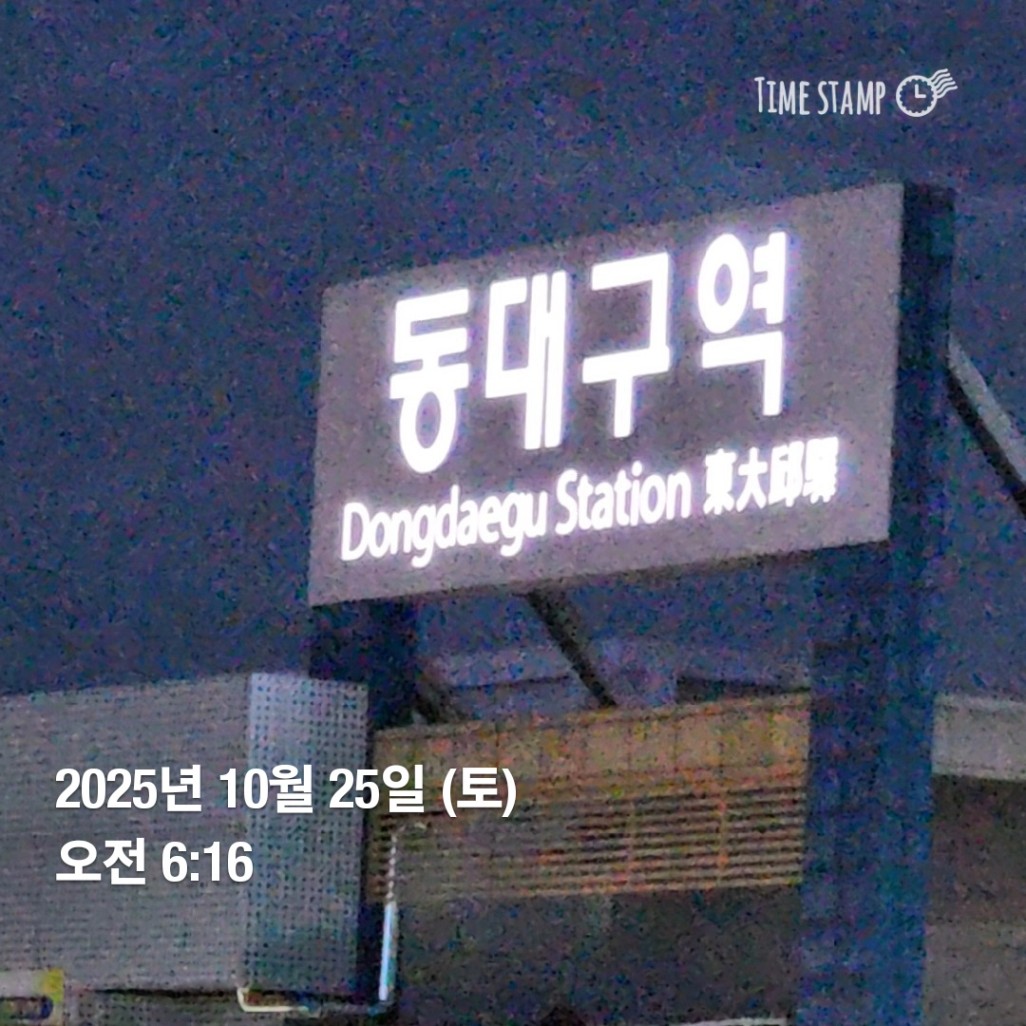 TIME STAMP
동대구역
Dongdaegu Station 東大邱驛
2025년 10월 25일 (토)
오전 6:16